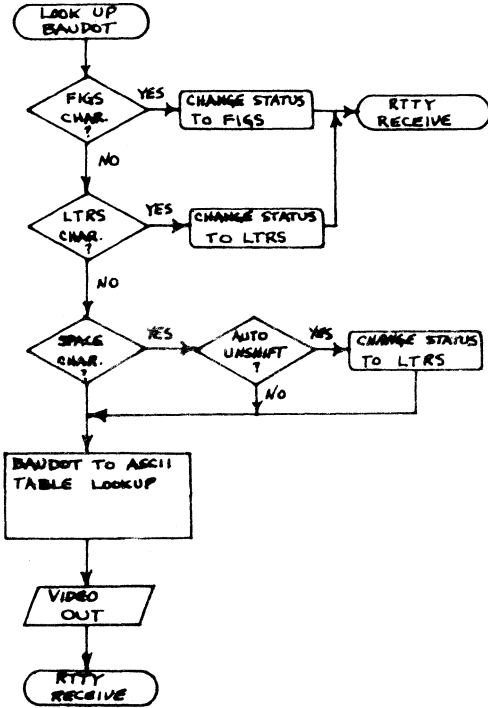 LOOK UP
BAUDOT
FIGS
CHAR.
?
YES
CHANGE STATUS
TO FIGS
RTTY
RECEIVE
NO
LTRS
CHAR.
?
YES
CHANGE STATUS
TO LTRS
NO
SPACE
CHAR.
?
YES
AUTO
UNSHIFT
?
YES
CHANGE STATUS
TO LTRS
NO
BAUDOT TO ASCII
TABLE LOOKUP
VIDEO
OUT
RTTY
RECEIVE